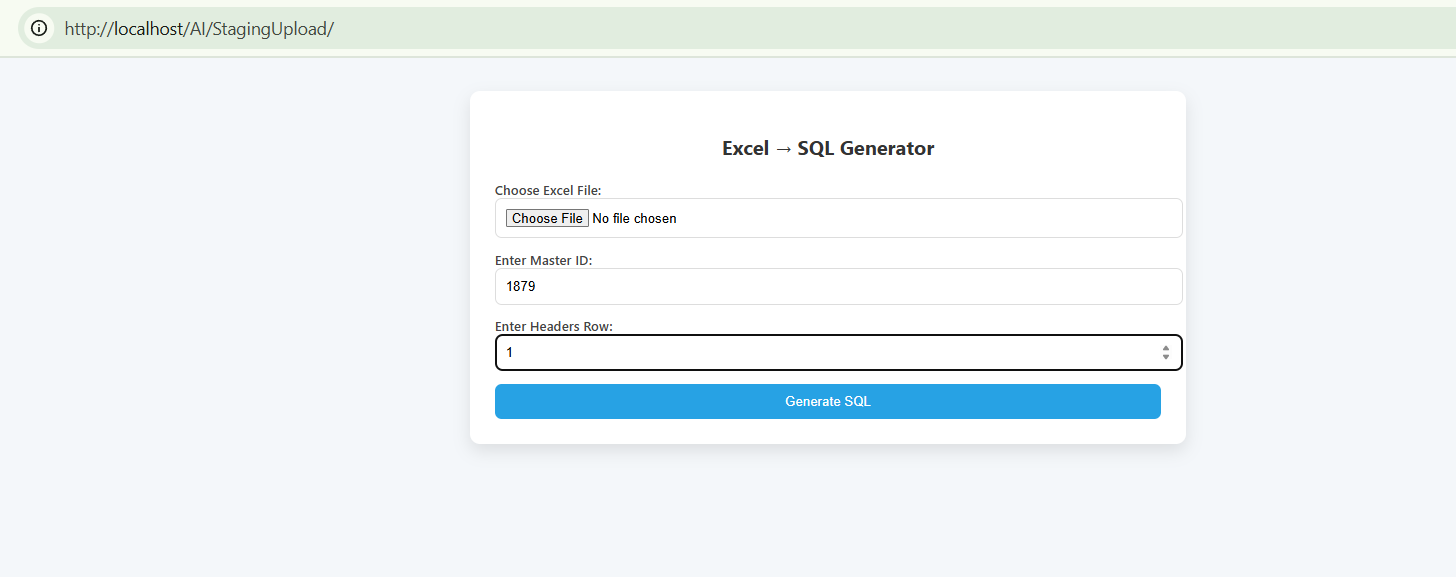 http://localhost/AI/StagingUpload/
Excel → SQL Generator
Choose Excel File:
Choose File No file chosen
Enter Master ID:
1879
Enter Headers Row:
1
Generate SQL